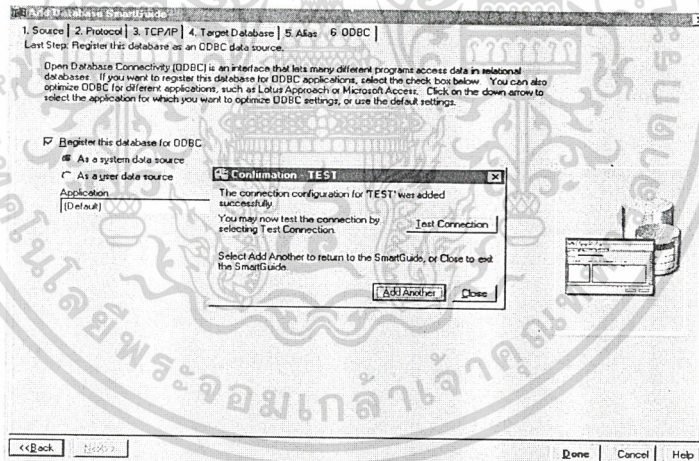 Add Database SmartGuide
1. Source | 2. Protocol | 3. TCP/IP | 4. Target Database | 5. Alias 6. ODBC
Last Step: Register this database as an ODBC data source.
Open Database Connectivity (ODBC) is an interface that lets many different programs access data in relational
databases. If you want to register this database for ODBC applications, select the check box below. You can also
optimize ODBC for different applications, such as Lotus Approach or Microsoft Access. Click on the down arrow to
select the application for which you want to optimize ODBC settings, or use the default settings.
Register this database for ODBC
As a system data source
As a user data source
Application
(Default)
Confirmation - TEST
The connection configuration for 'TEST' was added
successfully.
You may now test the connection by
selecting Test Connection.
Test Connection
Select Add Another to return to the SmartGuide, or Close to exit
the SmartGuide.
Add Another
Close
<<Back
Next>>
Done
Cancel
Help